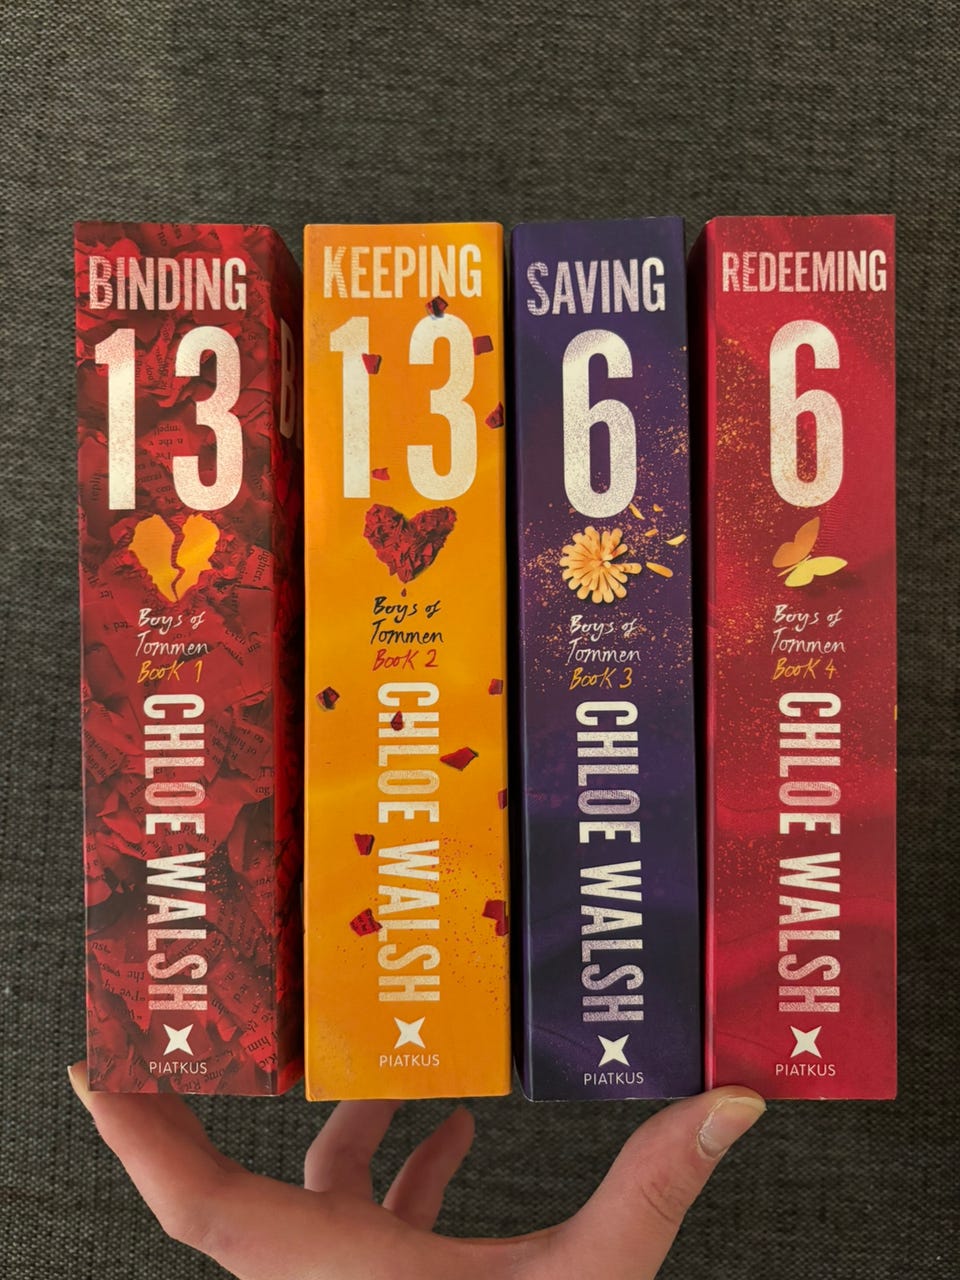 BINDING
13
Boys of
Tommen
Book 1
CHLOE WALSH
PIATKUS
KEEPING
13
Boys of
Tommen
Book 2
CHLOE WALSH
PIATKUS
SAVING
6
Boys of
Tommen
Book 3
CHLOE WALSH
PIATKUS
REDEEMING
6
Boys of
Tommen
Book 4
CHLOE WALSH
PIATKUS